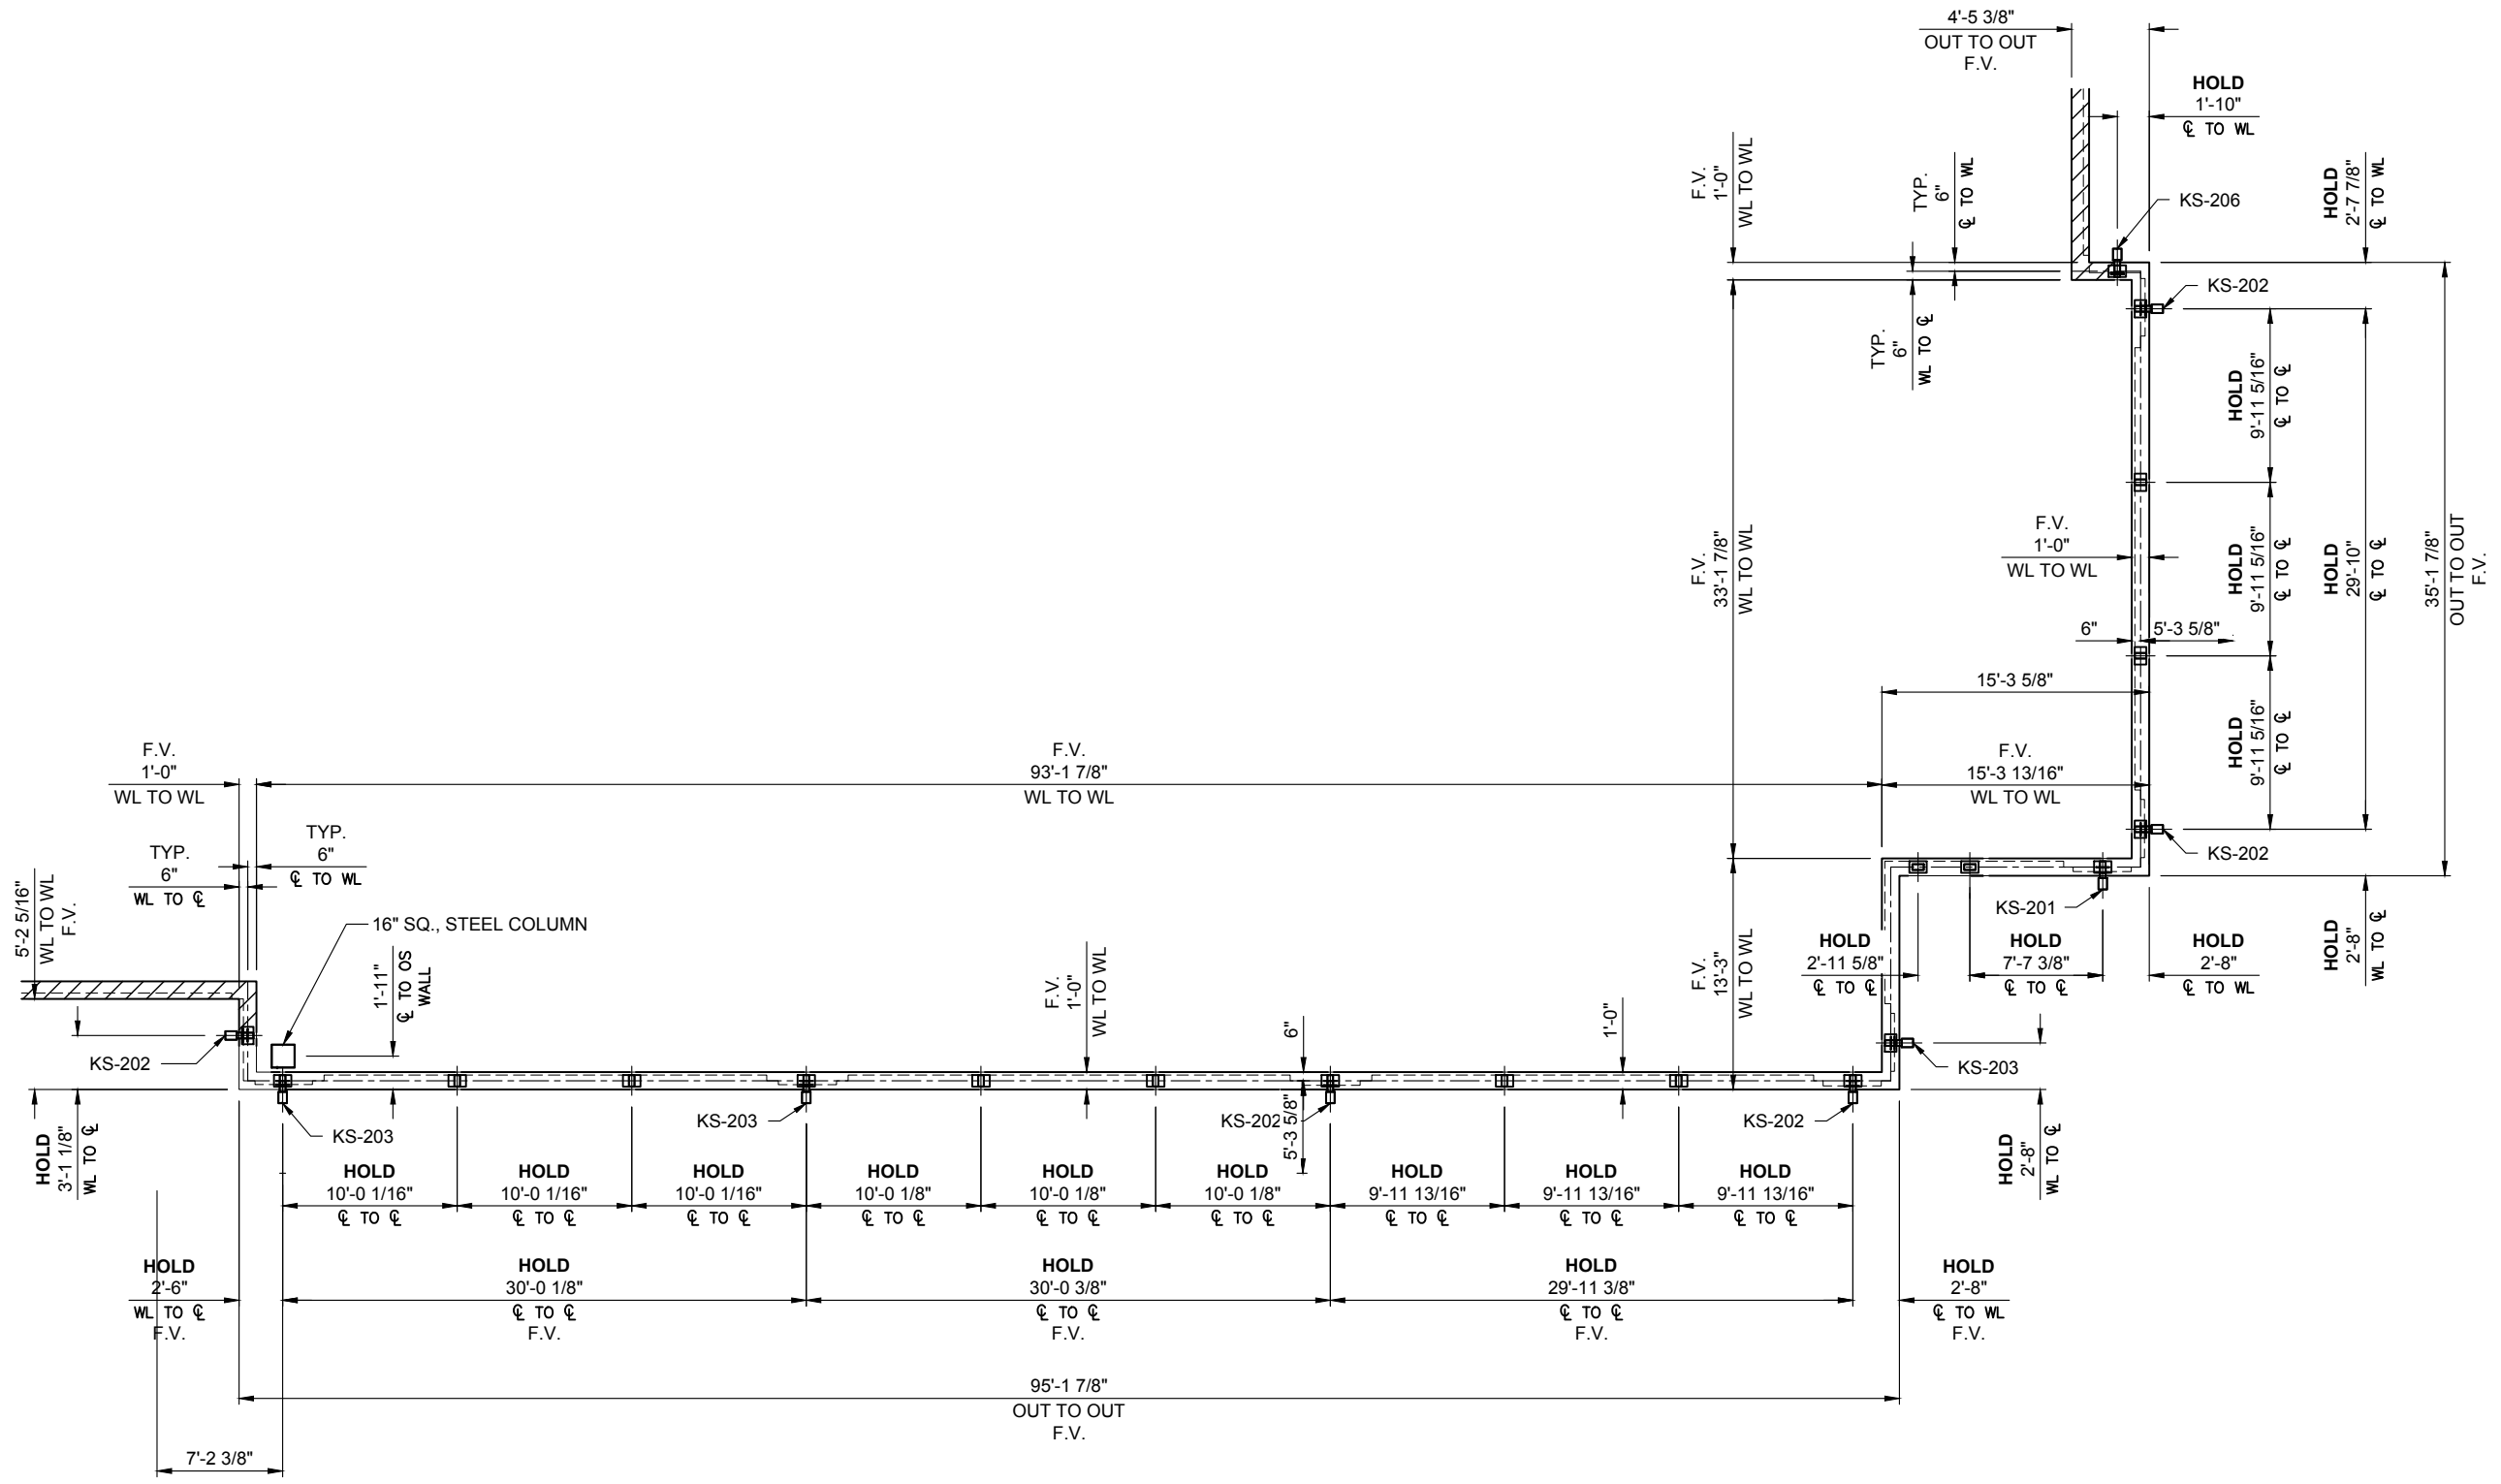 4'-5 3/8"
OUT TO OUT
F.V.
HOLD
1'-10"
℄ TO WL
F.V.
1'-0"
WL TO WL
TYP.
6"
℄ TO WL
KS-206
HOLD
2'-7 7/8"
℄ TO WL
KS-202
TYP.
6"
WL TO ℄
HOLD
9'-11 5/16"
℄ TO ℄
F.V.
33'-1 7/8"
WL TO WL
F.V.
1'-0"
WL TO WL
HOLD
9'-11 5/16"
℄ TO ℄
HOLD
29'-10"
℄ TO ℄
35'-1 7/8"
OUT TO OUT
F.V.
6"
5'-3 5/8"
15'-3 5/8"
HOLD
9'-11 5/16"
℄ TO ℄
F.V.
1'-0"
WL TO WL
F.V.
93'-1 7/8"
WL TO WL
F.V.
15'-3 13/16"
WL TO WL
TYP.
6"
℄ TO WL
TYP.
6"
WL TO ℄
KS-202
5'-2 5/16"
WL TO WL
F.V.
16" SQ., STEEL COLUMN
1'-11"
℄ TO OS
WALL
KS-201
HOLD
2'-11 5/8"
℄ TO ℄
HOLD
7'-7 3/8"
℄ TO ℄
HOLD
2'-8"
℄ TO WL
HOLD
2'-8"
WL TO ℄
F.V.
1'-0"
WL TO WL
F.V.
13'-3"
WL TO WL
6"
1'-0"
KS-202
KS-203
HOLD
3'-1 1/8"
WL TO ℄
KS-203
KS-203
KS-202
5'-3 5/8"
KS-202
HOLD
2'-8"
WL TO ℄
HOLD
10'-0 1/16"
℄ TO ℄
HOLD
10'-0 1/16"
℄ TO ℄
HOLD
10'-0 1/16"
℄ TO ℄
HOLD
10'-0 1/8"
℄ TO ℄
HOLD
10'-0 1/8"
℄ TO ℄
HOLD
10'-0 1/8"
℄ TO ℄
HOLD
9'-11 13/16"
℄ TO ℄
HOLD
9'-11 13/16"
℄ TO ℄
HOLD
9'-11 13/16"
℄ TO ℄
HOLD
2'-6"
WL TO ℄
F.V.
HOLD
30'-0 1/8"
℄ TO ℄
F.V.
HOLD
30'-0 3/8"
℄ TO ℄
F.V.
HOLD
29'-11 3/8"
℄ TO ℄
F.V.
HOLD
2'-8"
℄ TO WL
F.V.
95'-1 7/8"
OUT TO OUT
F.V.
7'-2 3/8"